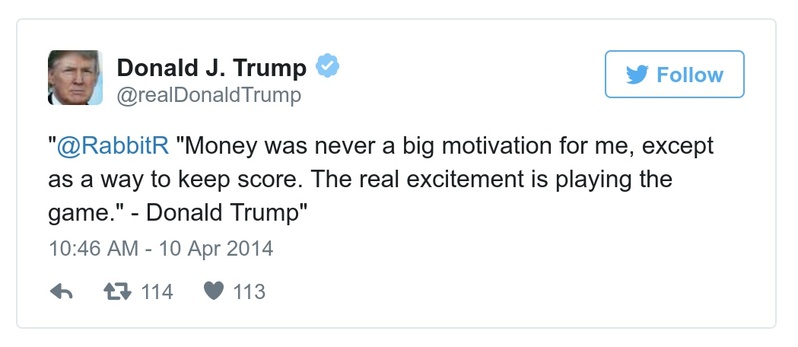 Donald J. Trump
@realDonaldTrump
Follow
"@RabbitR "Money was never a big motivation for me, except
as a way to keep score. The real excitement is playing the
game." - Donald Trump"
10:46 AM - 10 Apr 2014
114 113